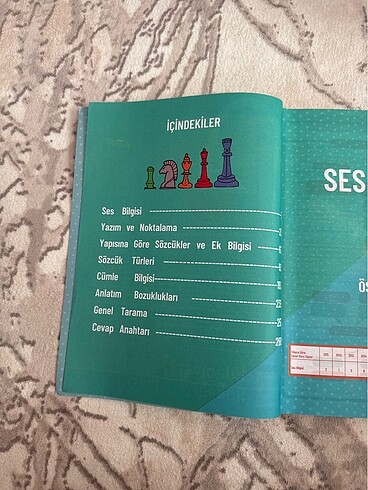 İÇİNDEKİLER
Ses Bilgisi
Yazım ve Noktalama
Yapısına Göre Sözcükler ve Ek Bilgisi
Sözcük Türleri
Cümle Bilgisi
Anlatım Bozuklukları
Genel Tarama
Cevap Anahtarı
SES